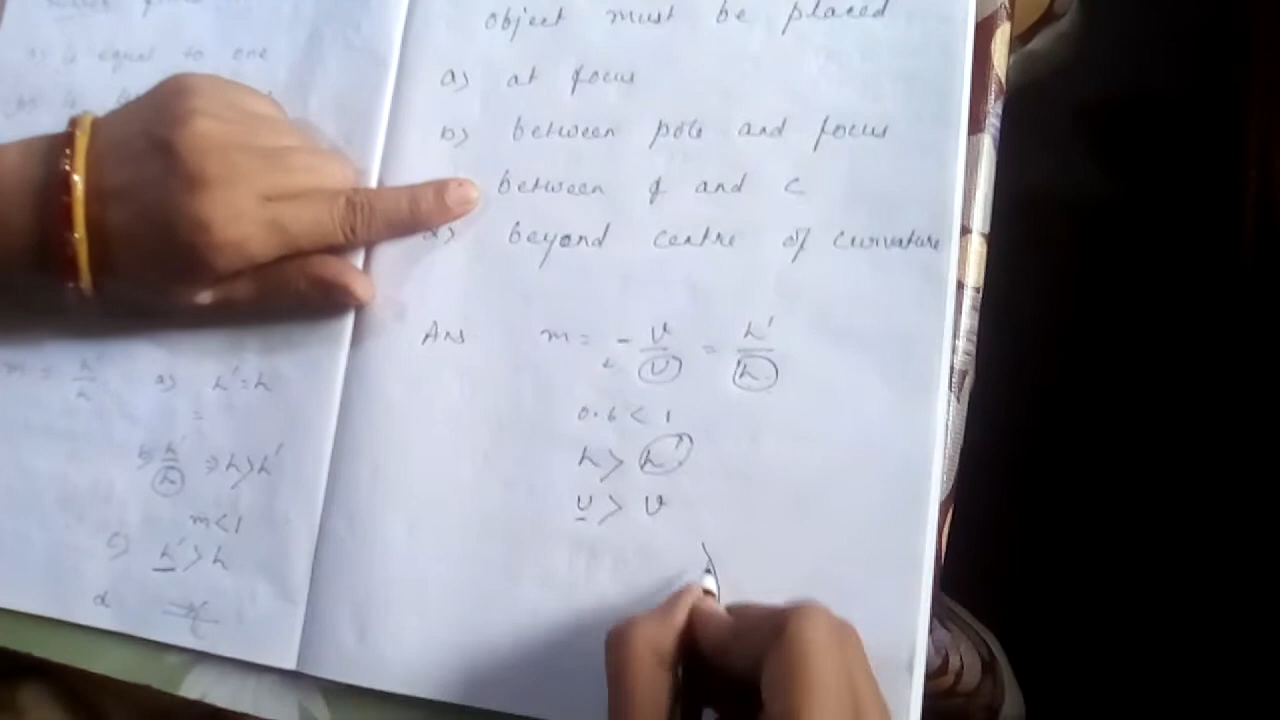 a) is equal to one
m = h'/h a) h' = h
b) h'/h ⇒ h > h'
m < 1
c) h' > h
d
object must be placed
a) at focus
b) between pole and focus
between f and c
d) beyond centre of curvature
Ans. m = - v/u = h'/h
0.6 < 1
h > h'
u > v